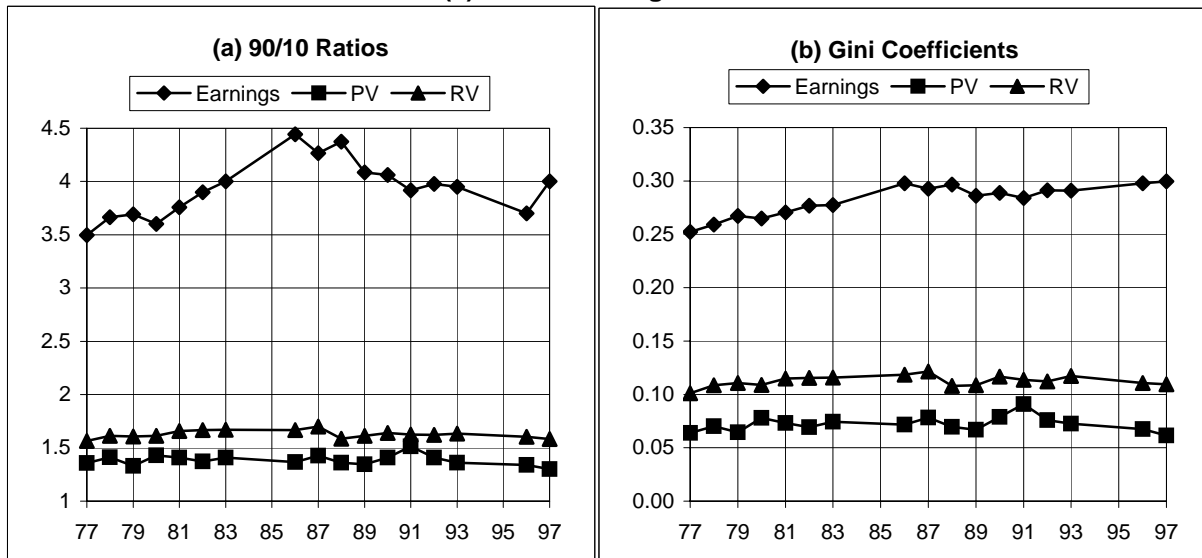 (a) 90/10 Ratios
Earnings PV RV
4.5
4
3.5
3
2.5
2
1.5
1
77 79 81 83 85 87 89 91 93 95 97
(b) Gini Coefficients
Earnings PV RV
0.35
0.30
0.25
0.20
0.15
0.10
0.05
0.00
77 79 81 83 85 87 89 91 93 95 97